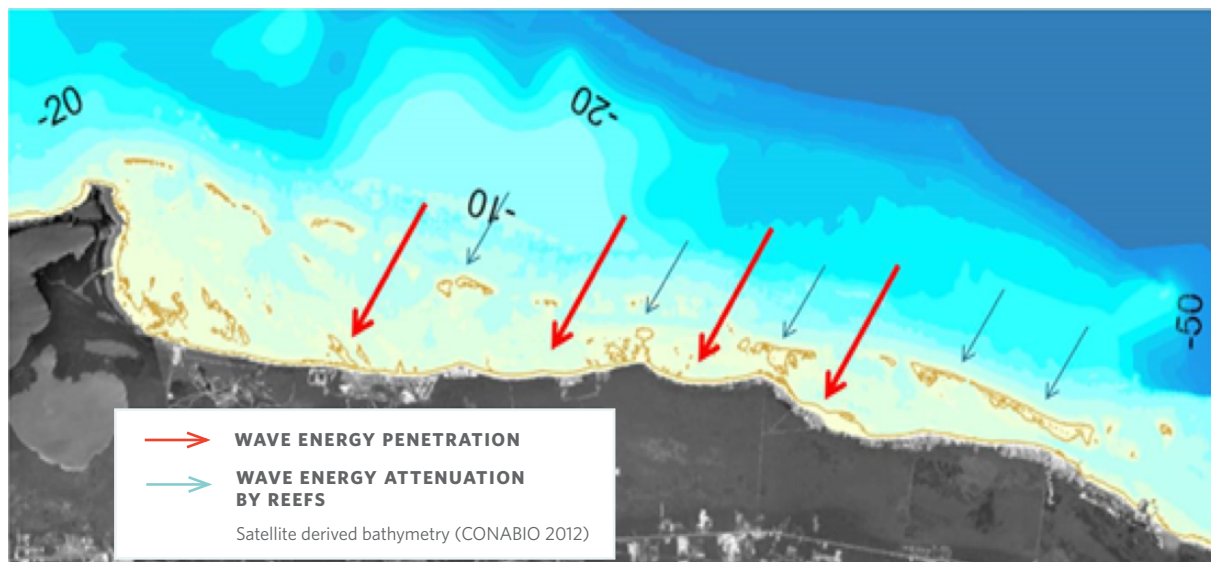 -20
-20
-10
-50
WAVE ENERGY PENETRATION
WAVE ENERGY ATTENUATION
BY REEFS
Satellite derived bathymetry (CONABIO 2012)